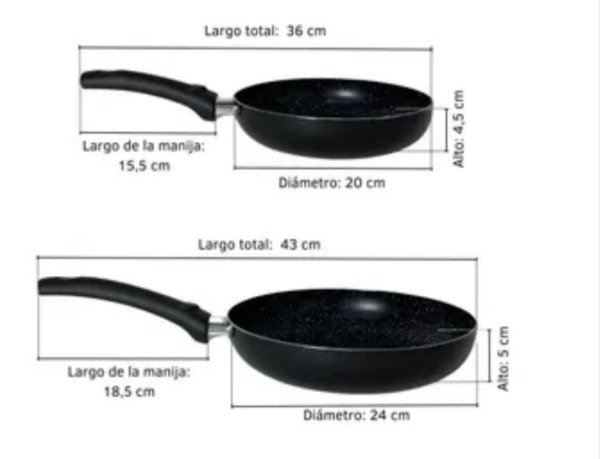 Largo total: 36 cm
Alto: 4,5 cm
Largo de la manija:
15,5 cm
Diámetro: 20 cm
Largo total: 43 cm
Alto: 5 cm
Largo de la manija:
18,5 cm
Diámetro: 24 cm